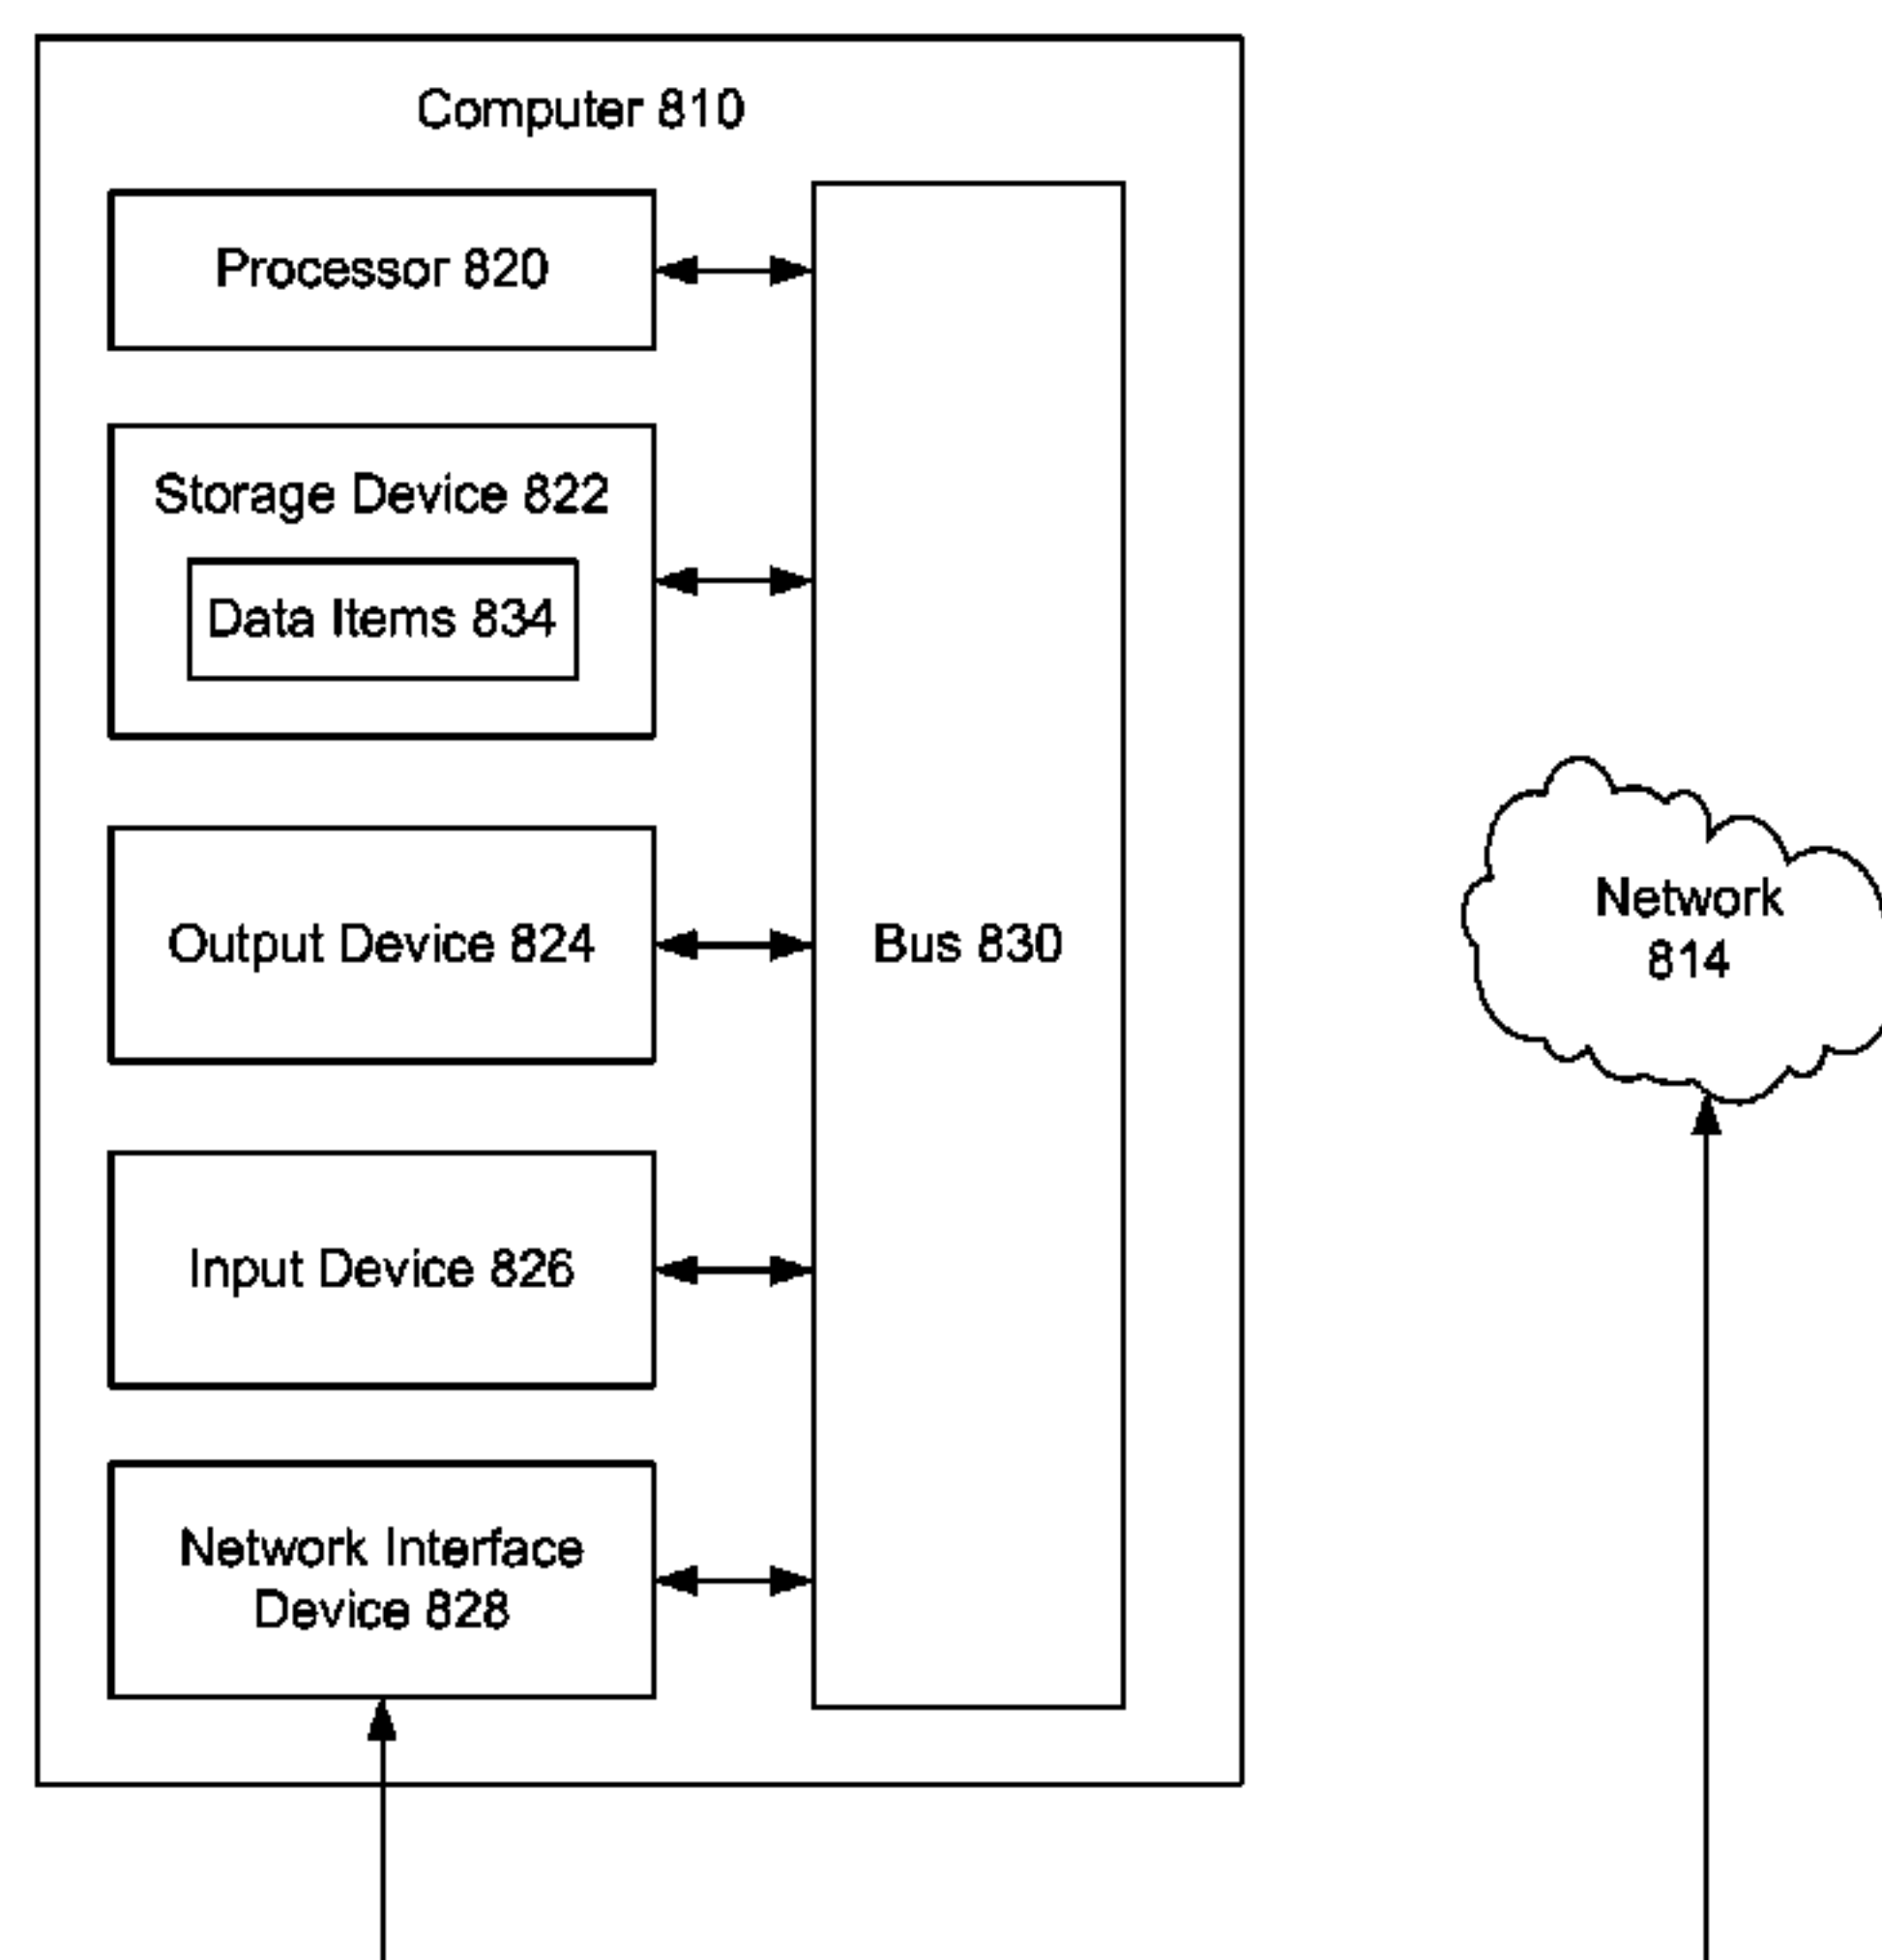 Computer 810
Processor 820
Storage Device 822
Data Items 834
Output Device 824
Input Device 826
Network Interface
Device 828
Bus 830
Network
814